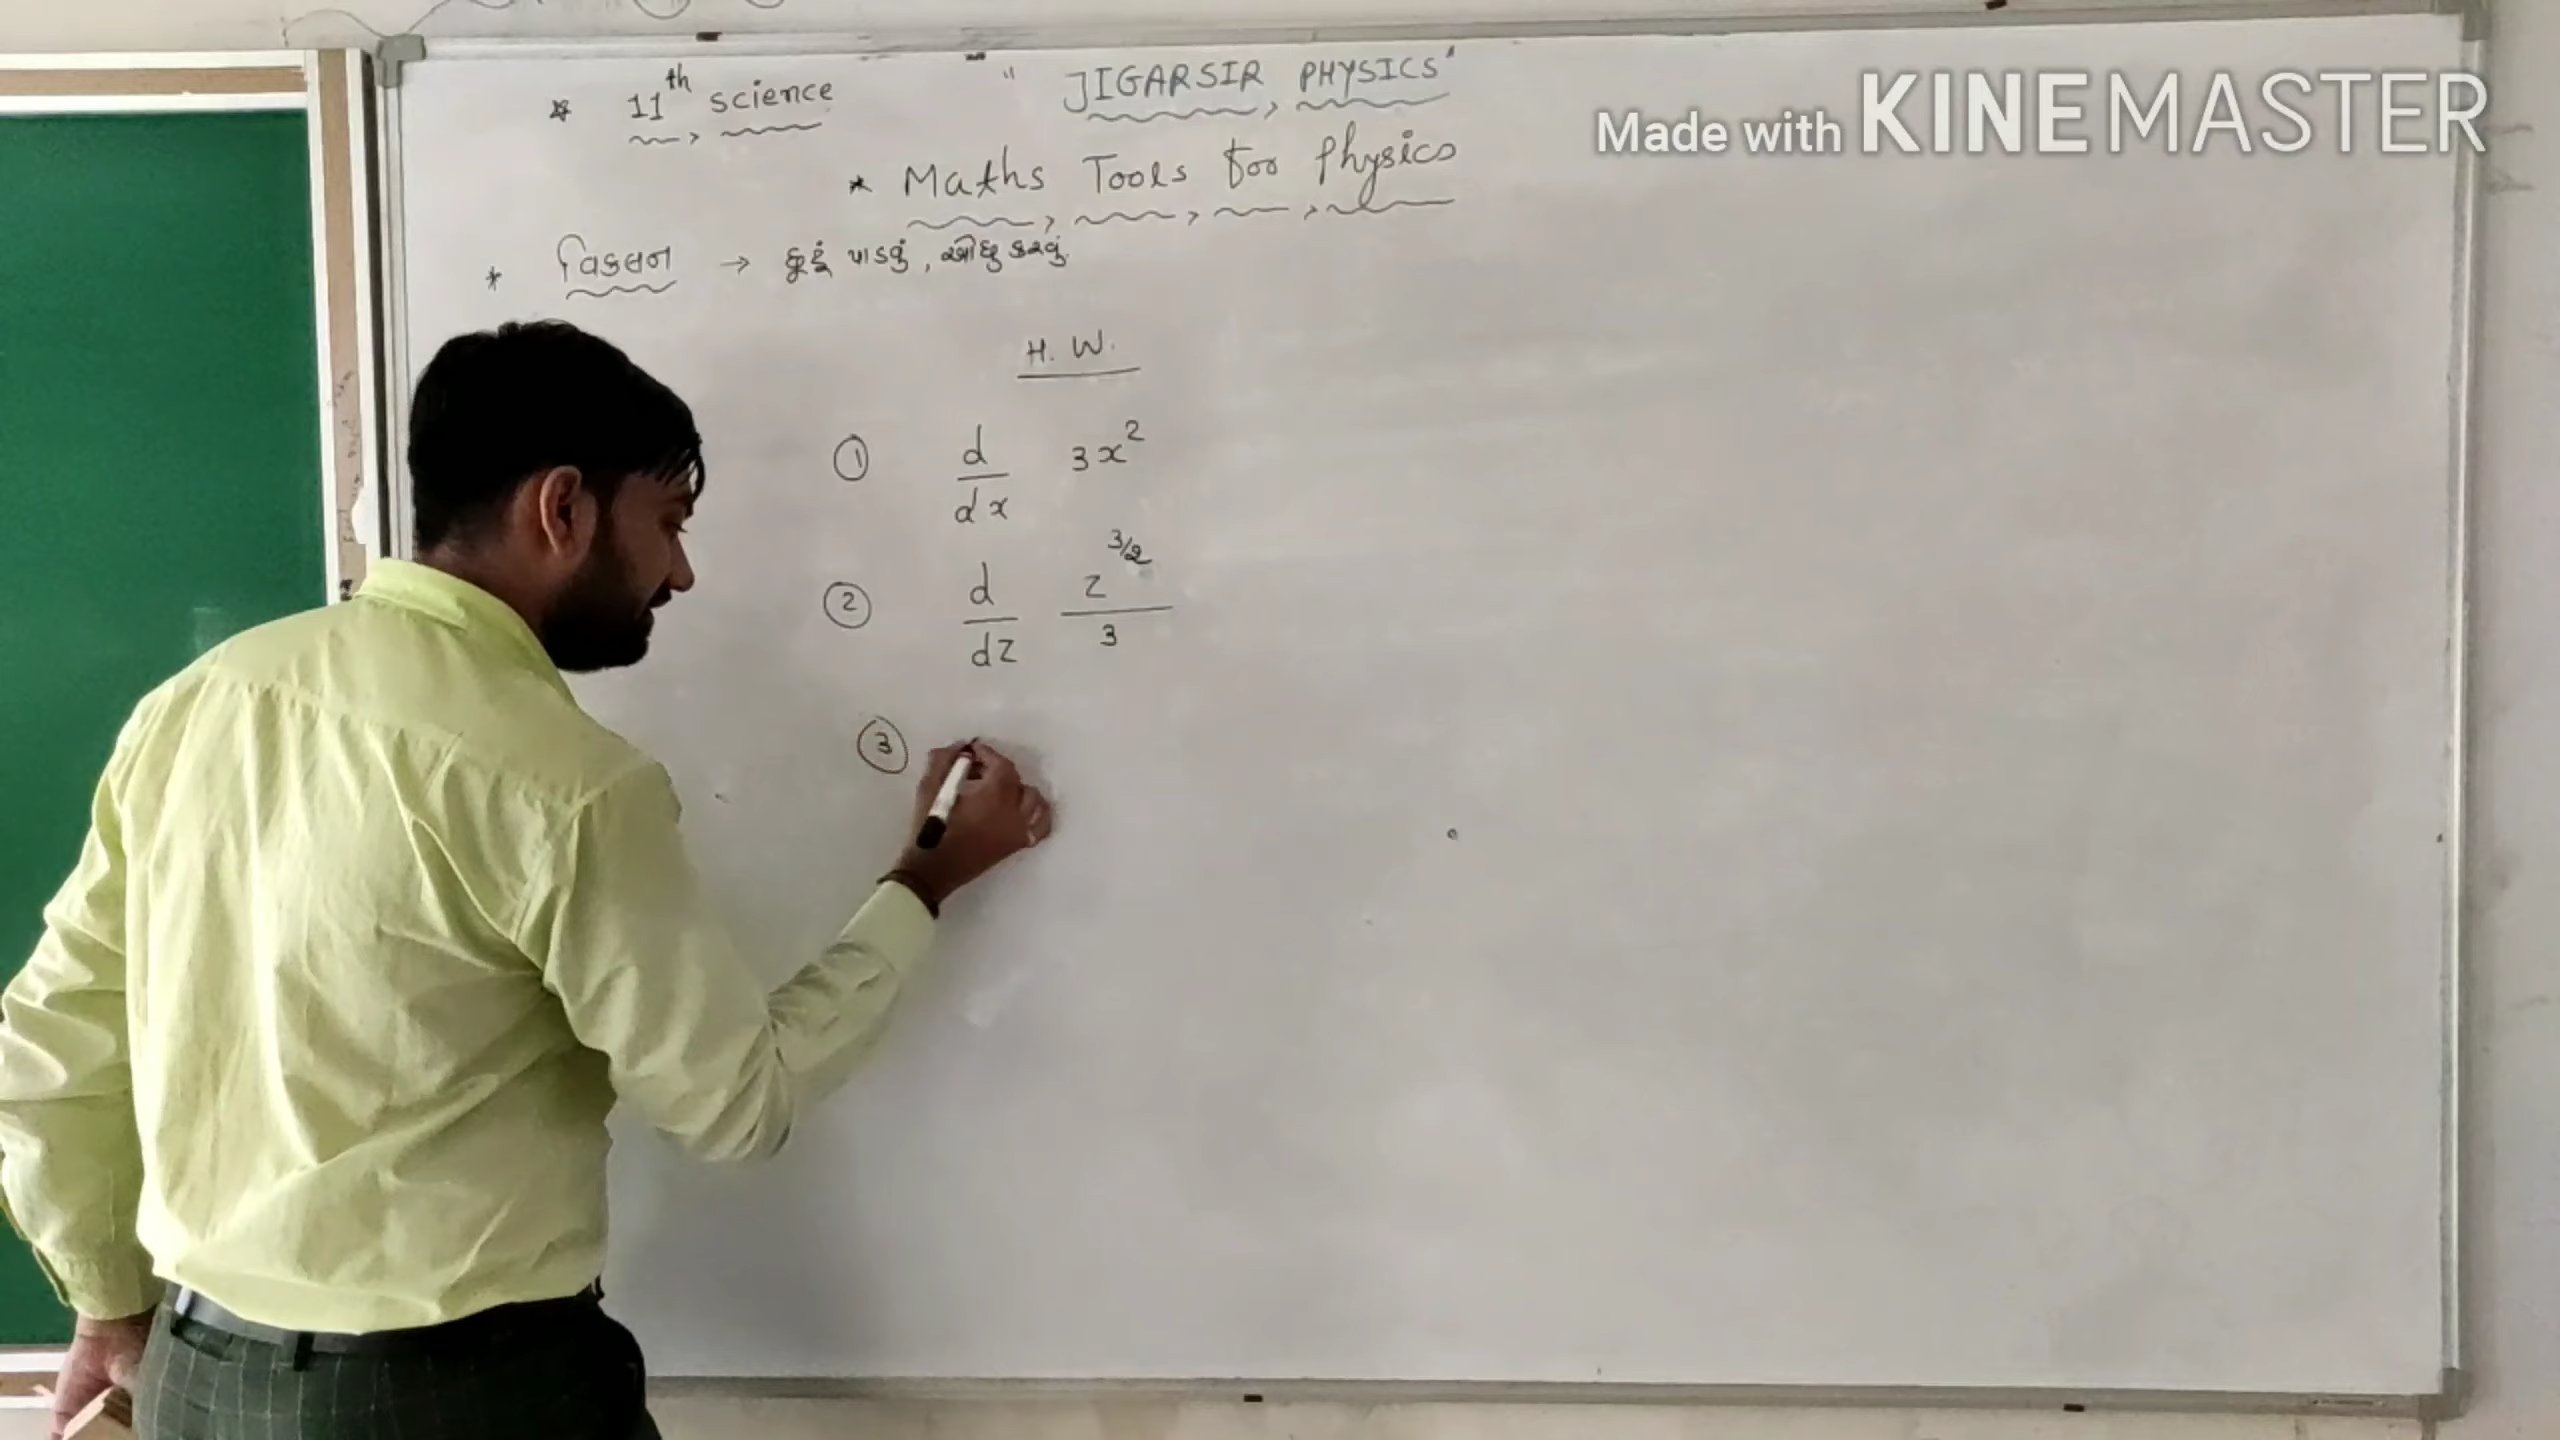 * 11th science " JIGARSIR PHYSICS"
Made with KINEMASTER
* Maths Tools for Physics
* વિકલન → છૂટું પાડવું, ઓછુ કરવું.
H. W.
① d/dx 3x²
② d/dz z^3/2 / 3
③